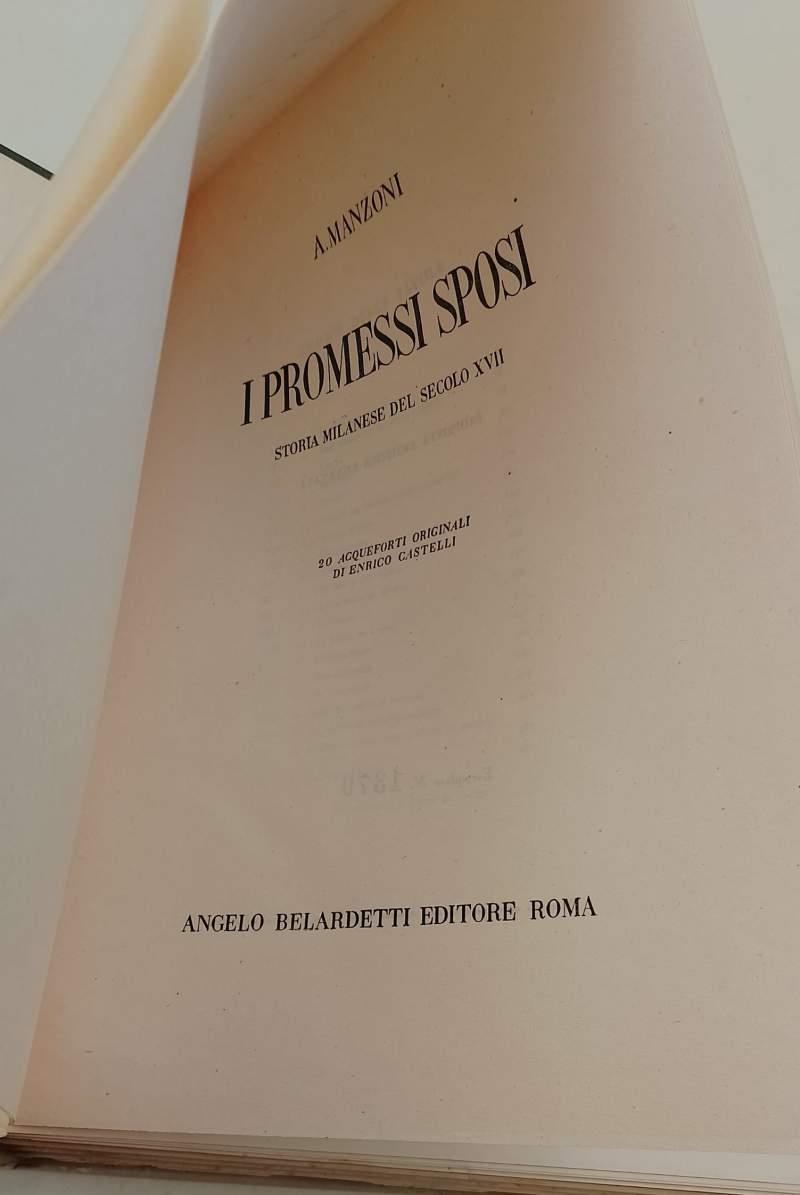 A. MANZONI
I PROMESSI SPOSI
STORIA MILANESE DEL SECOLO XVII
20 ACQUEFORTI ORIGINALI
DI ENRICO CASTELLI
ANGELO BELARDETTI EDITORE ROMA